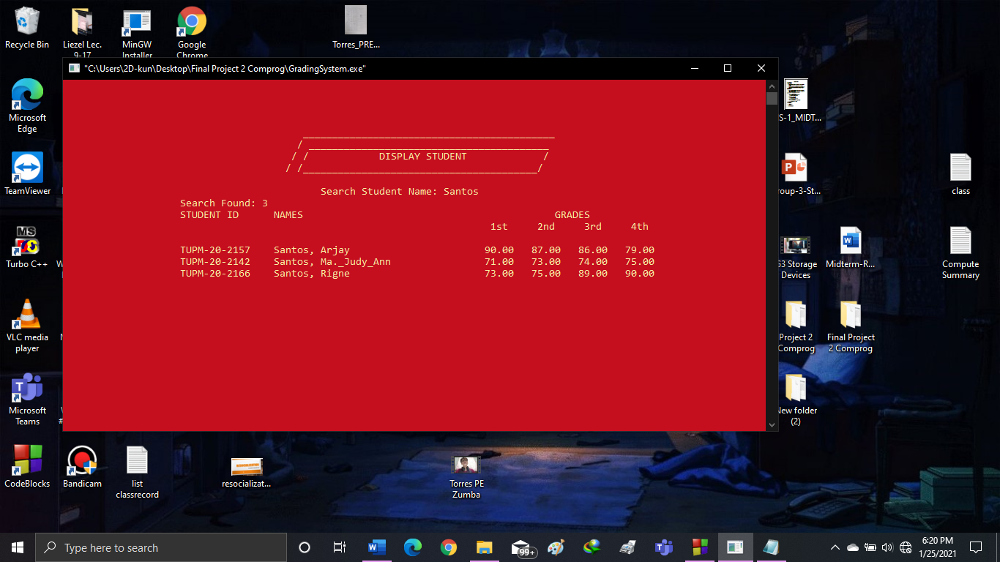 Recycle Bin
Liezel Lec.
9-17
MinGW
Installer
Google
Chrome
Torres_PRE...
"C:\Users\2D-kun\Desktop\Final Project 2 Comprog\GradingSystem.exe"
DISPLAY STUDENT
Search Student Name: Santos
Search Found: 3
STUDENT ID NAMES GRADES
1st 2nd 3rd 4th
TUPM-20-2157 Santos, Arjay 90.00 87.00 86.00 79.00
TUPM-20-2142 Santos, Ma._Judy_Ann 71.00 73.00 74.00 75.00
TUPM-20-2166 Santos, Rigne 73.00 75.00 89.00 90.00
Microsoft
Edge
S-1_MIDT...
TeamViewer
roup-3-St...
class
MS
Turbo C++
G3 Storage
Devices
Midterm-R...
Compute
Summary
VLC media
player
Project 2
Comprog
Final Project
2 Comprog
Microsoft
Teams
New folder
(2)
CodeBlocks
Bandicam
list
classrecord
resocializat...
Torres PE
Zumba
Type here to search
99+
6:20 PM
1/25/2021